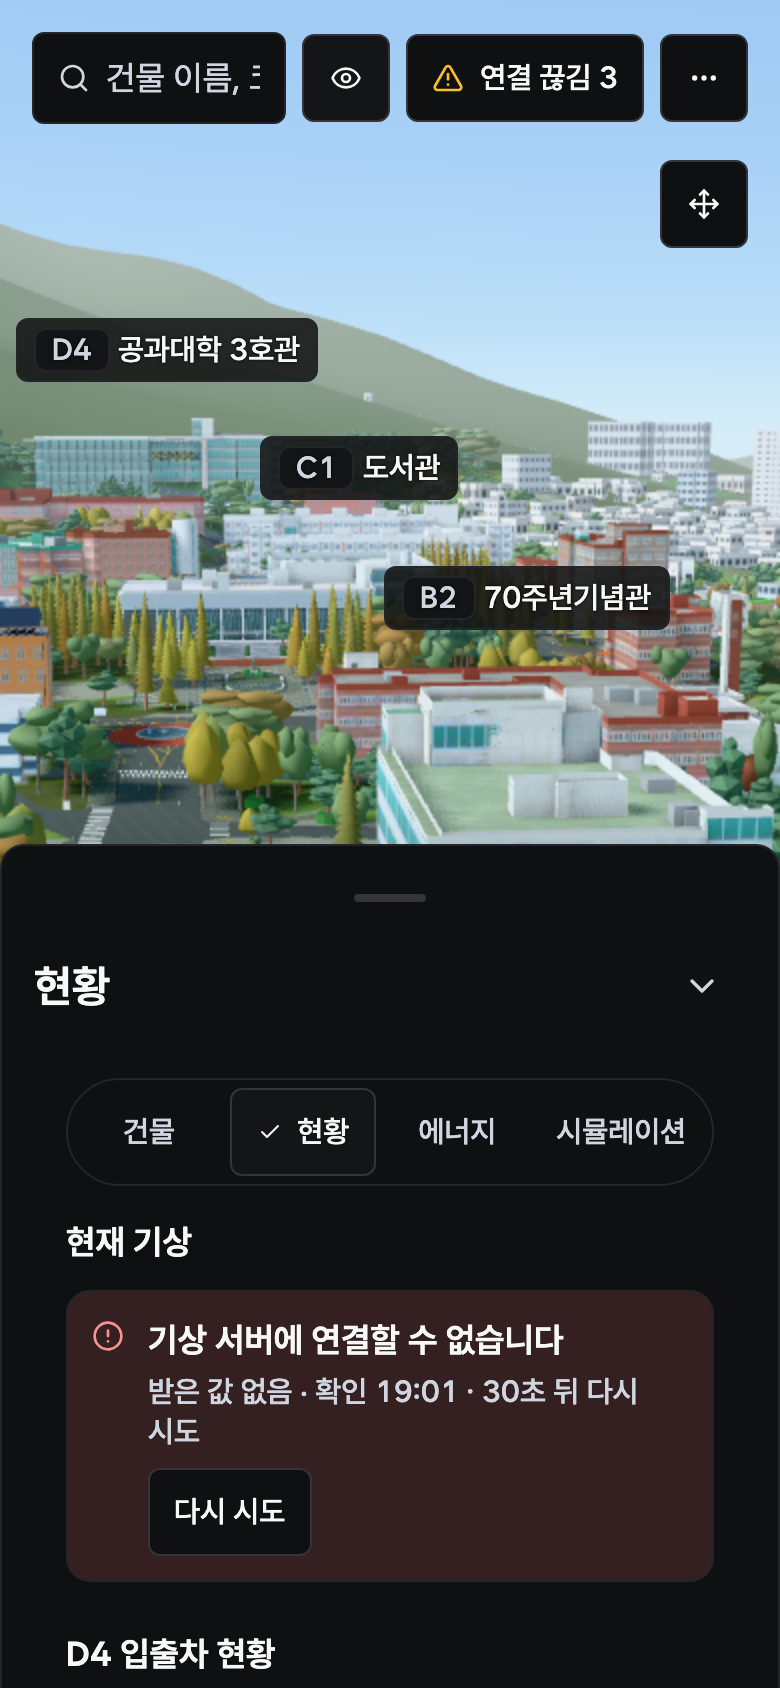 건물 이름,
연결 끊김 3
D4 공과대학 3호관
C1 도서관
B2 70주년기념관
현황
건물
현황
에너지
시뮬레이션
현재 기상
기상 서버에 연결할 수 없습니다
받은 값 없음 · 확인 19:01 · 30초 뒤 다시
시도
다시 시도
D4 입출차 현황